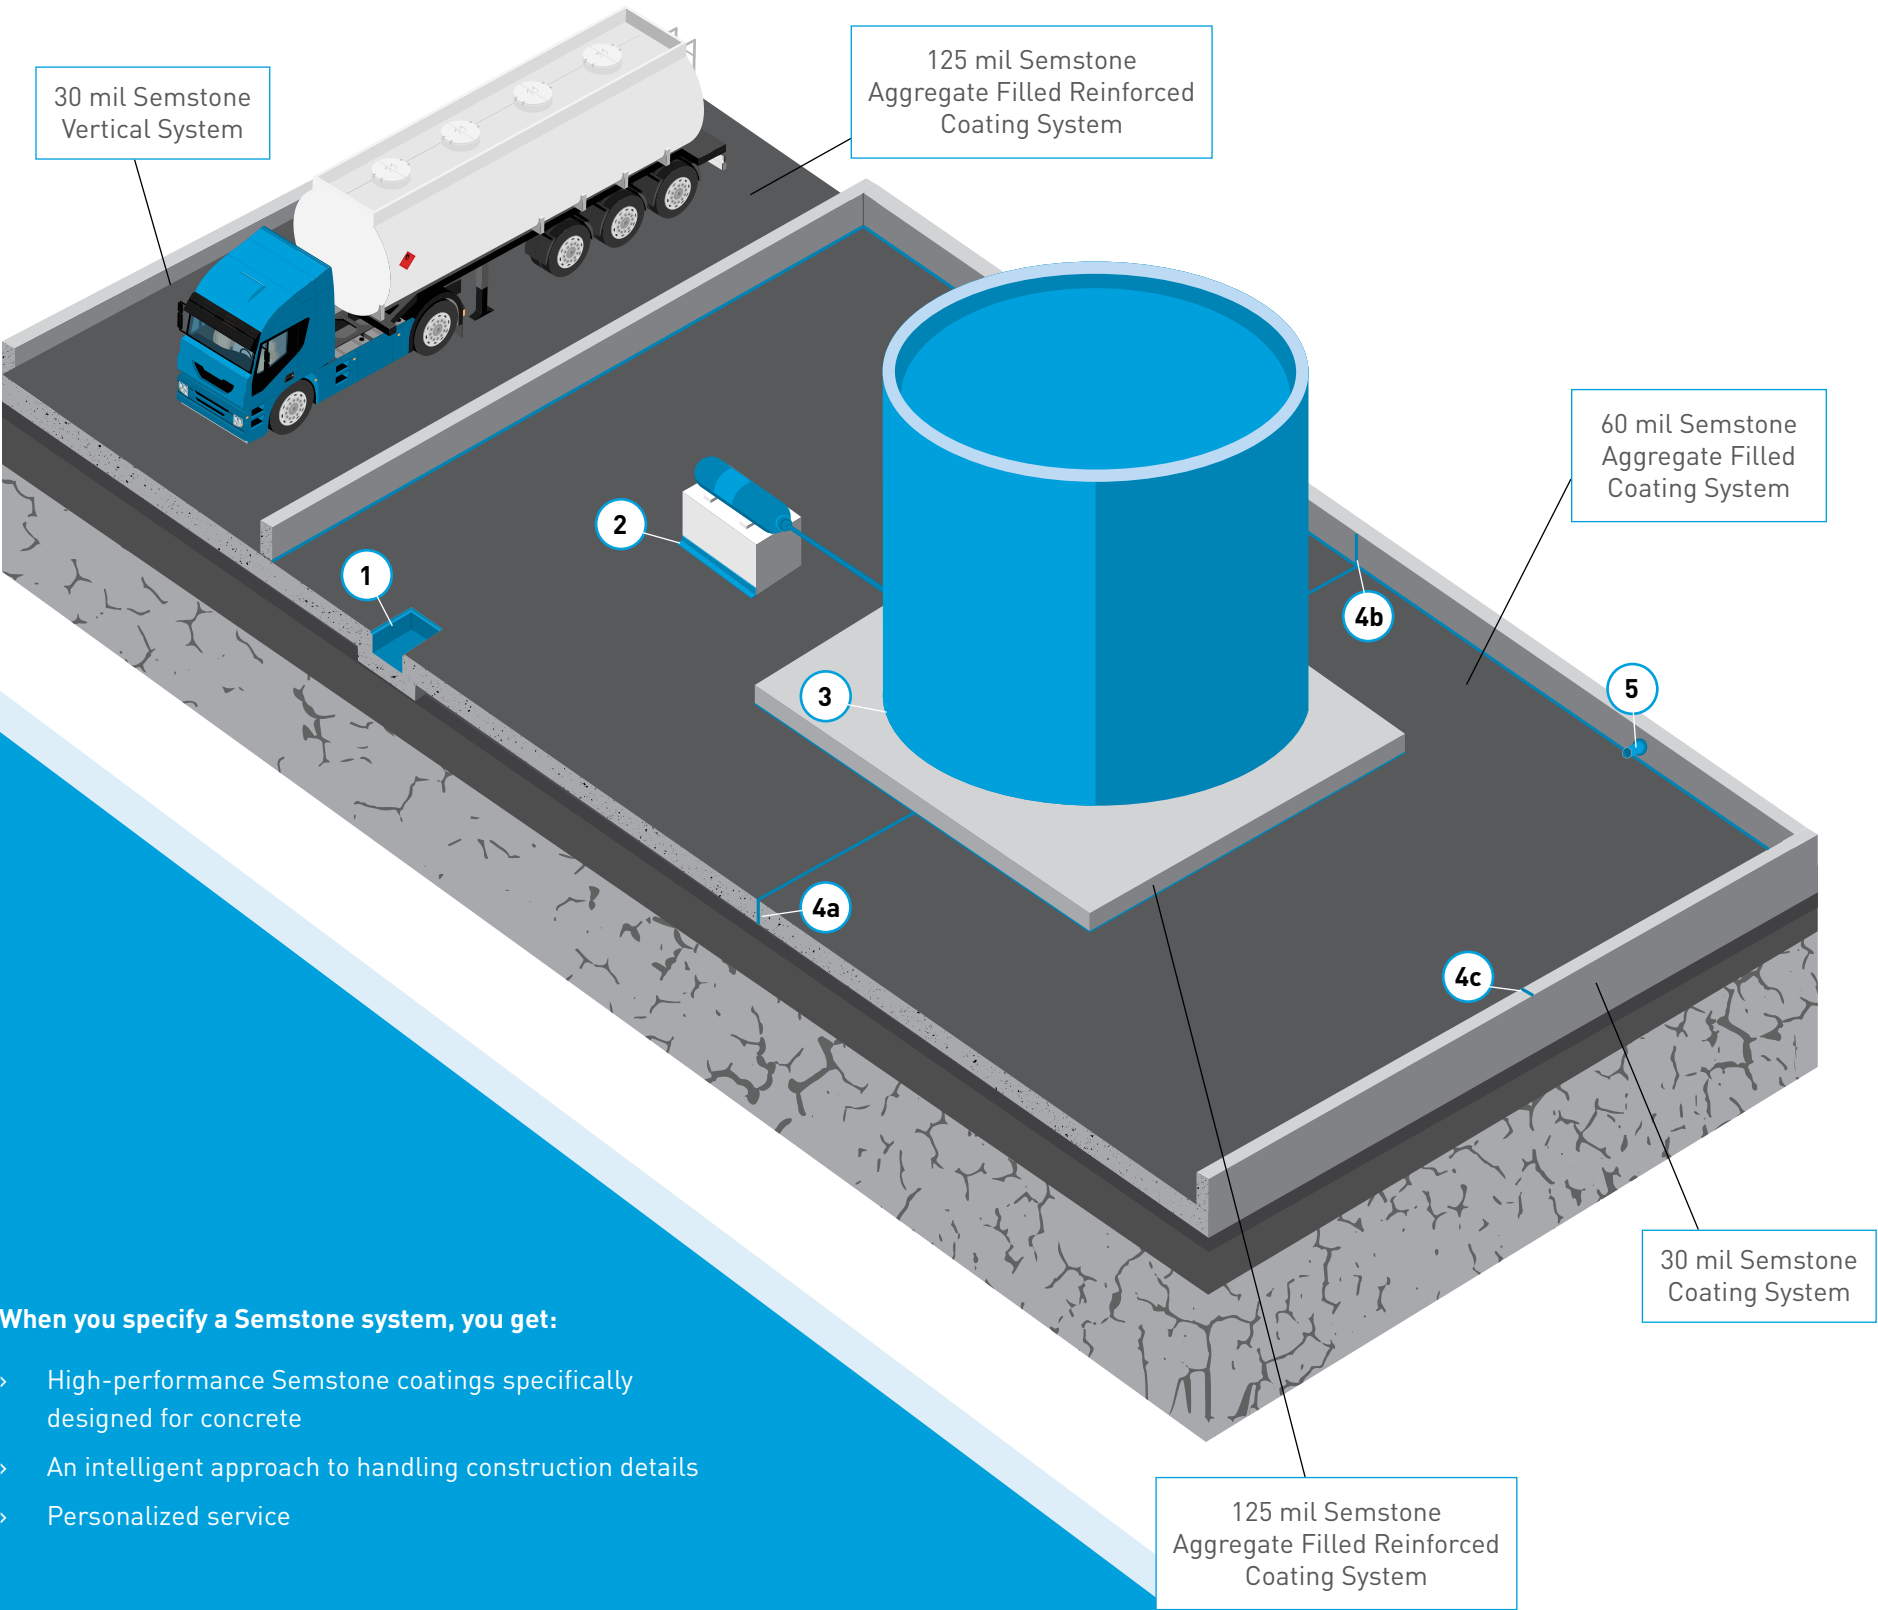 30 mil Semstone
Vertical System
125 mil Semstone
Aggregate Filled Reinforced
Coating System
60 mil Semstone
Aggregate Filled
Coating System
2
1
4b
3
5
4a
4c
30 mil Semstone
Coating System
When you specify a Semstone system, you get:
› High-performance Semstone coatings specifically
designed for concrete
› An intelligent approach to handling construction details
› Personalized service
125 mil Semstone
Aggregate Filled Reinforced
Coating System